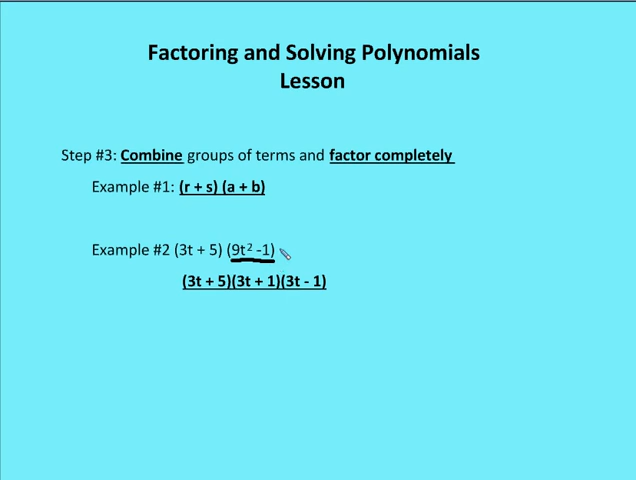 Factoring and Solving Polynomials
Lesson
Step #3: Combine groups of terms and factor completely
Example #1: (r + s) (a + b)
Example #2 (3t + 5) (9t² -1)
(3t + 5)(3t + 1)(3t - 1)